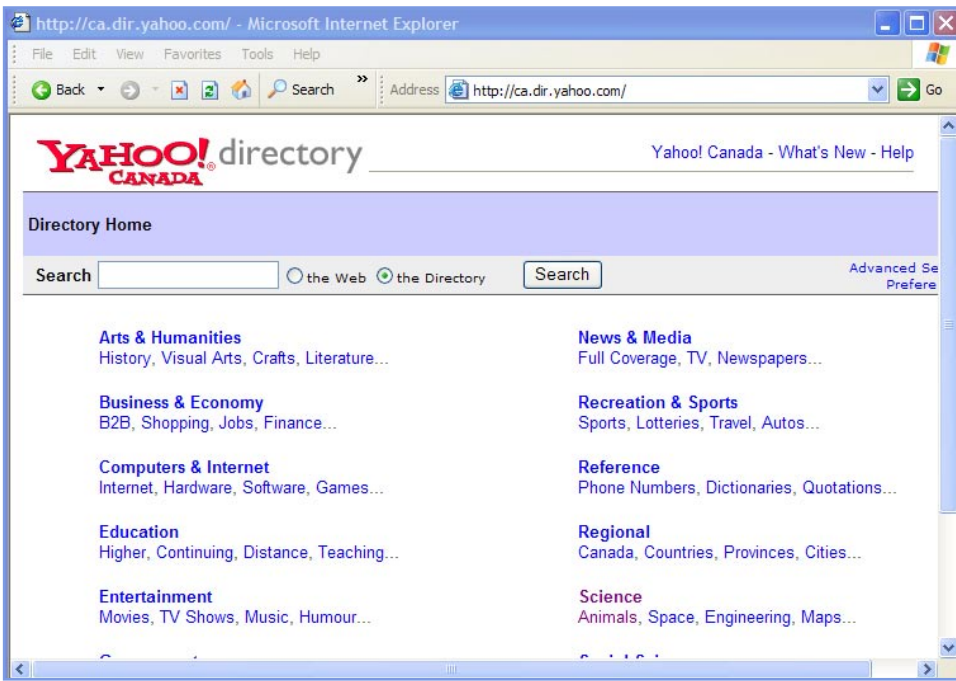 http://ca.dir.yahoo.com/ - Microsoft Internet Explorer
File Edit View Favorites Tools Help
Back Search » Address http://ca.dir.yahoo.com/ Go
YAHOO! directory Yahoo! Canada - What's New - Help
CANADA
Directory Home
Search the Web the Directory Search Advanced Se
Prefere
Arts & Humanities
History, Visual Arts, Crafts, Literature...
Business & Economy
B2B, Shopping, Jobs, Finance...
Computers & Internet
Internet, Hardware, Software, Games...
Education
Higher, Continuing, Distance, Teaching...
Entertainment
Movies, TV Shows, Music, Humour...
News & Media
Full Coverage, TV, Newspapers...
Recreation & Sports
Sports, Lotteries, Travel, Autos...
Reference
Phone Numbers, Dictionaries, Quotations...
Regional
Canada, Countries, Provinces, Cities...
Science
Animals, Space, Engineering, Maps...